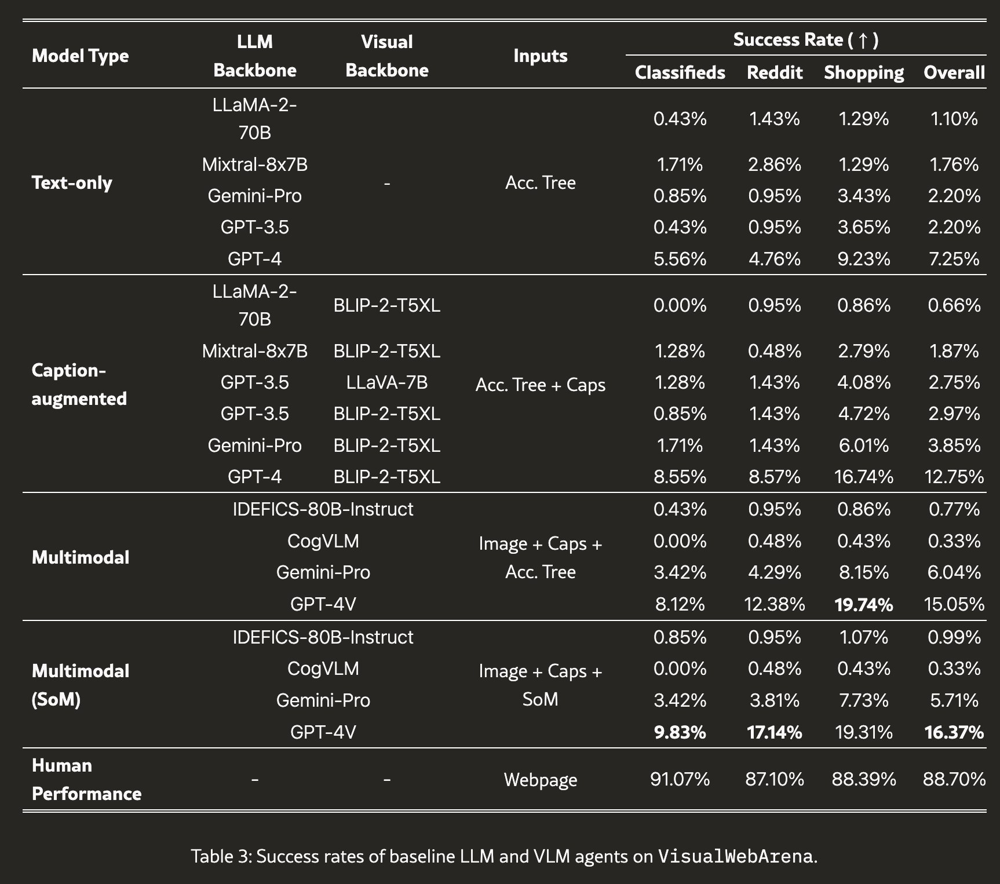 Model Type LLM Backbone Visual Backbone Inputs Success Rate ( ↑ )
Classifieds Reddit Shopping Overall
Text-only LLaMA-2-70B - Acc. Tree 0.43% 1.43% 1.29% 1.10%
Mixtral-8x7B 1.71% 2.86% 1.29% 1.76%
Gemini-Pro 0.85% 0.95% 3.43% 2.20%
GPT-3.5 0.43% 0.95% 3.65% 2.20%
GPT-4 5.56% 4.76% 9.23% 7.25%
Caption-augmented LLaMA-2-70B BLIP-2-T5XL Acc. Tree + Caps 0.00% 0.95% 0.86% 0.66%
Mixtral-8x7B BLIP-2-T5XL 1.28% 0.48% 2.79% 1.87%
GPT-3.5 LLaVA-7B 1.28% 1.43% 4.08% 2.75%
GPT-3.5 BLIP-2-T5XL 0.85% 1.43% 4.72% 2.97%
Gemini-Pro BLIP-2-T5XL 1.71% 1.43% 6.01% 3.85%
GPT-4 BLIP-2-T5XL 8.55% 8.57% 16.74% 12.75%
Multimodal IDEFICS-80B-Instruct Image + Caps + Acc. Tree 0.43% 0.95% 0.86% 0.77%
CogVLM 0.00% 0.48% 0.43% 0.33%
Gemini-Pro 3.42% 4.29% 8.15% 6.04%
GPT-4V 8.12% 12.38% 19.74% 15.05%
Multimodal (SoM) IDEFICS-80B-Instruct Image + Caps + SoM 0.85% 0.95% 1.07% 0.99%
CogVLM 0.00% 0.48% 0.43% 0.33%
Gemini-Pro 3.42% 3.81% 7.73% 5.71%
GPT-4V 9.83% 17.14% 19.31% 16.37%
Human Performance - - Webpage 91.07% 87.10% 88.39% 88.70%
Table 3: Success rates of baseline LLM and VLM agents on VisualWebArena.